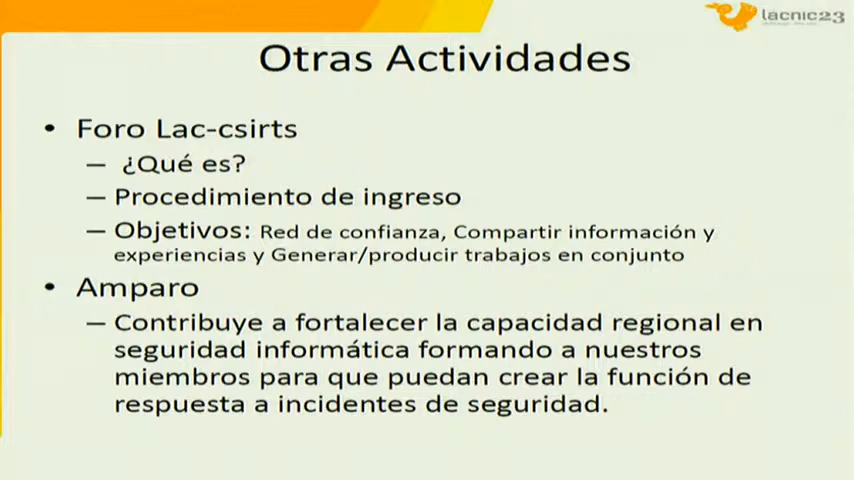 lacnic23
Otras Actividades
• Foro Lac-csirts
– ¿Qué es?
– Procedimiento de ingreso
– Objetivos: Red de confianza, Compartir información y
experiencias y Generar/producir trabajos en conjunto
• Amparo
– Contribuye a fortalecer la capacidad regional en
seguridad informática formando a nuestros
miembros para que puedan crear la función de
respuesta a incidentes de seguridad.